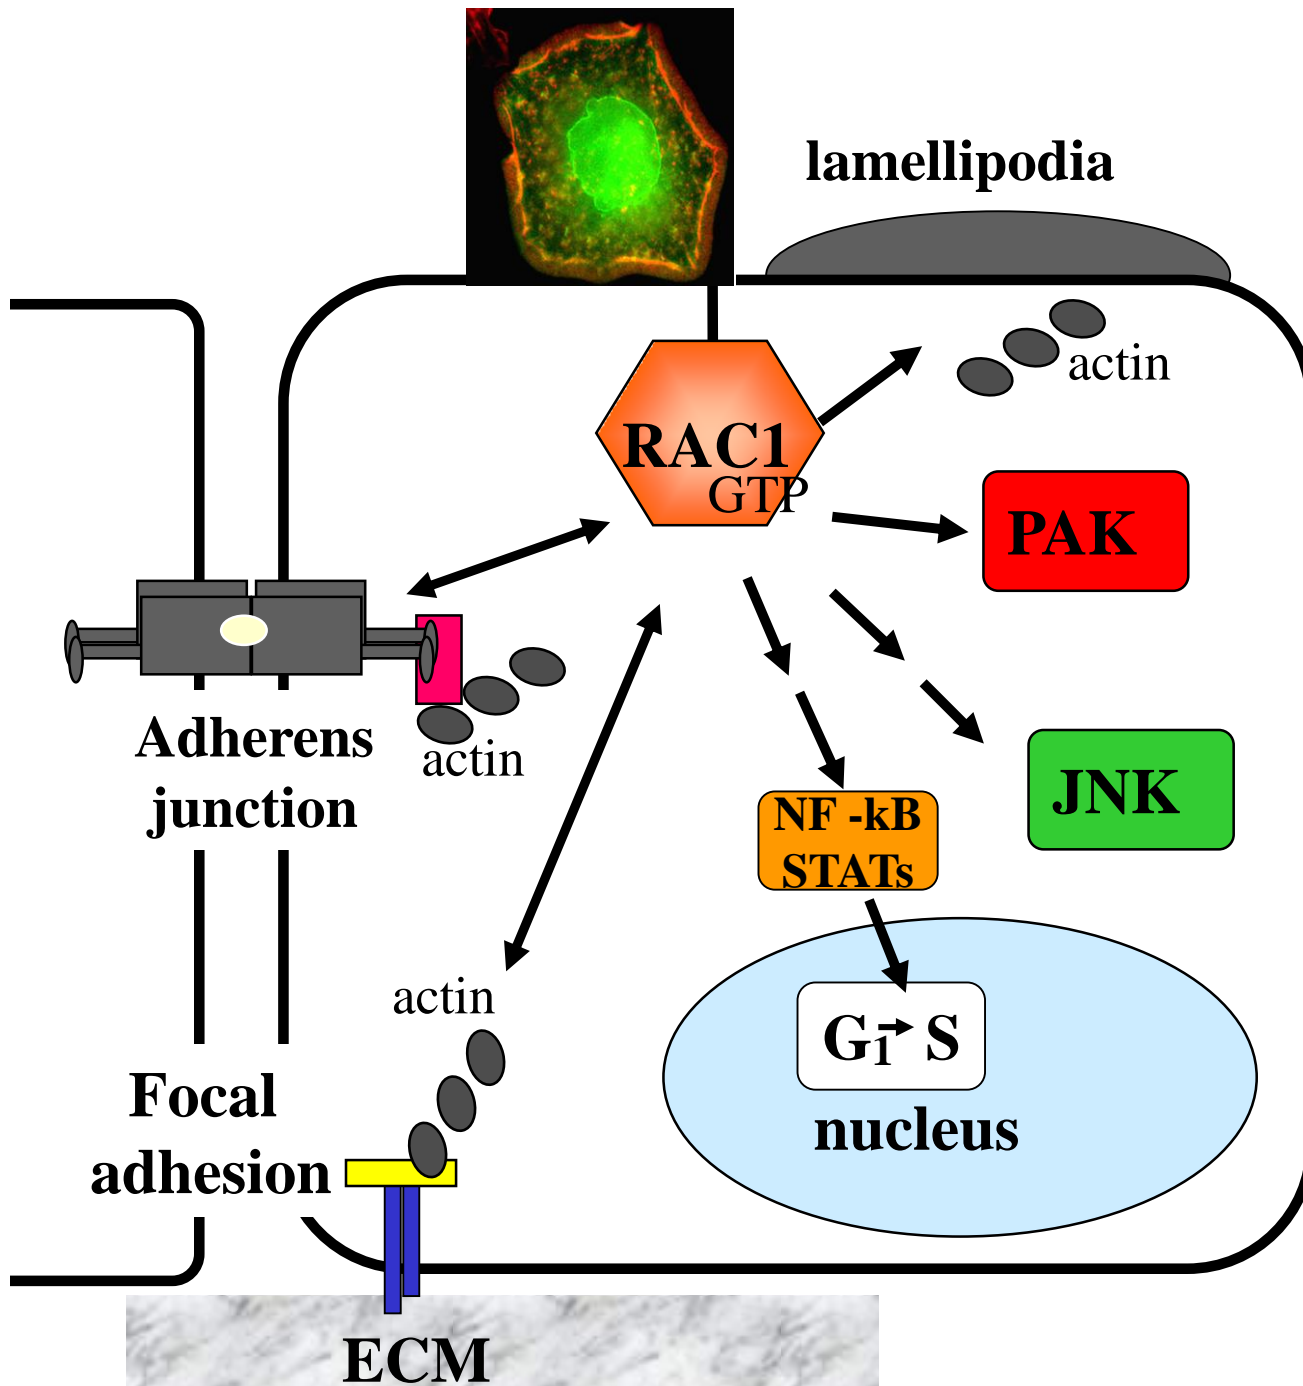 lamellipodia
actin
RAC1
GTP
PAK
Adherens
junction
actin
NF -kB
STATs
JNK
actin
G1→ S
nucleus
Focal
adhesion
ECM